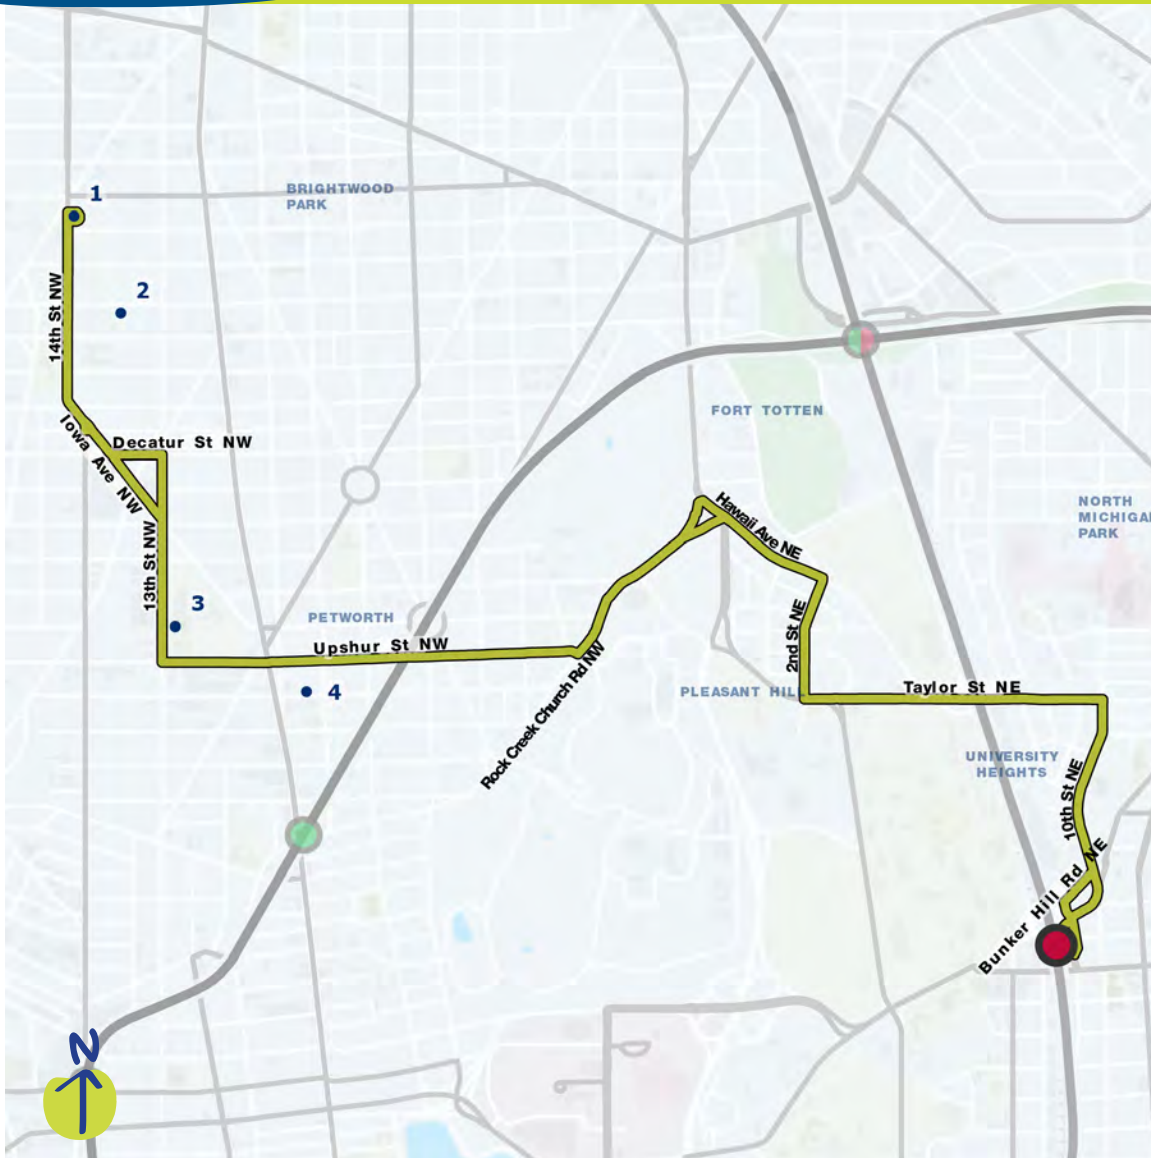 1
BRIGHTWOOD
PARK
2
14th St NW
Iowa Ave NW
Decatur St NW
FORT TOTTEN
Hawaii Ave NE
NORTH
MICHIGA
PARK
13th St NW
3
PETWORTH
Upshur St NW
Rock Creek Church Rd NW
2nd St NE
4
PLEASANT HILL
Taylor St NE
UNIVERSITY
HEIGHTS
10th St NE
Bunker Hill Rd NE
N